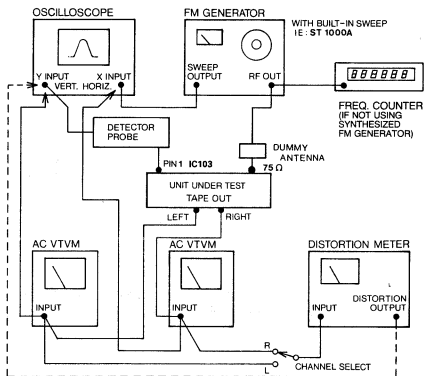 OSCILLOSCOPE
FM GENERATOR
WITH BUILT-IN SWEEP
IE: ST 1000A
Y INPUT
X INPUT
VERT. HORIZ.
SWEEP
OUTPUT
RF OUT
888888
FREQ. COUNTER
(IF NOT USING
SYNTHESIZED
FM GENERATOR)
DETECTOR
PROBE
DUMMY
ANTENNA
PIN 1 IC103
75Ω
UNIT UNDER TEST
TAPE OUT
LEFT
RIGHT
AC VTVM
AC VTVM
DISTORTION METER
INPUT
INPUT
INPUT
DISTORTION
OUTPUT
R
L
CHANNEL SELECT